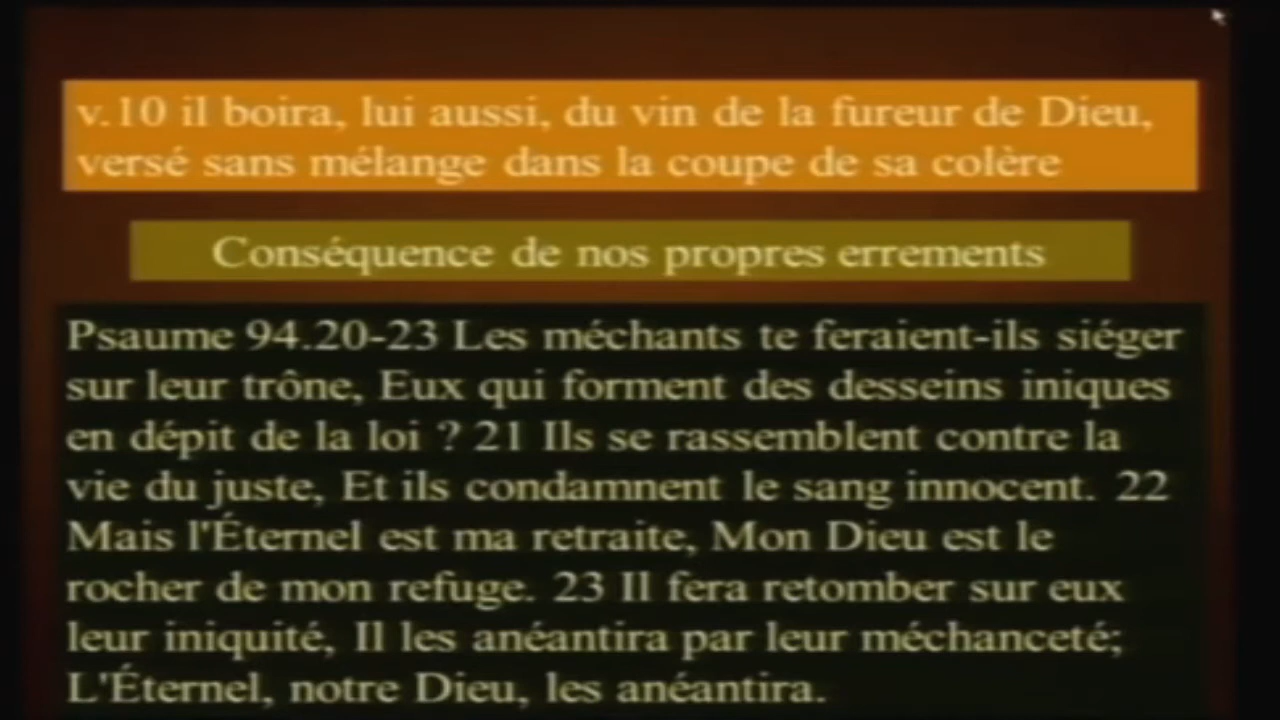 v.10 il boira, lui aussi, du vin de la fureur de Dieu,
versé sans mélange dans la coupe de sa colère
Conséquence de nos propres errements
Psaume 94.20-23 Les méchants te feraient-ils siéger
sur leur trône, Eux qui forment des desseins iniques
en dépit de la loi ? 21 Ils se rassemblent contre la
vie du juste, Et ils condamnent le sang innocent. 22
Mais l'Éternel est ma retraite, Mon Dieu est le
rocher de mon refuge. 23 Il fera retomber sur eux
leur iniquité, Il les anéantira par leur méchanceté;
L'Éternel, notre Dieu, les anéantira.